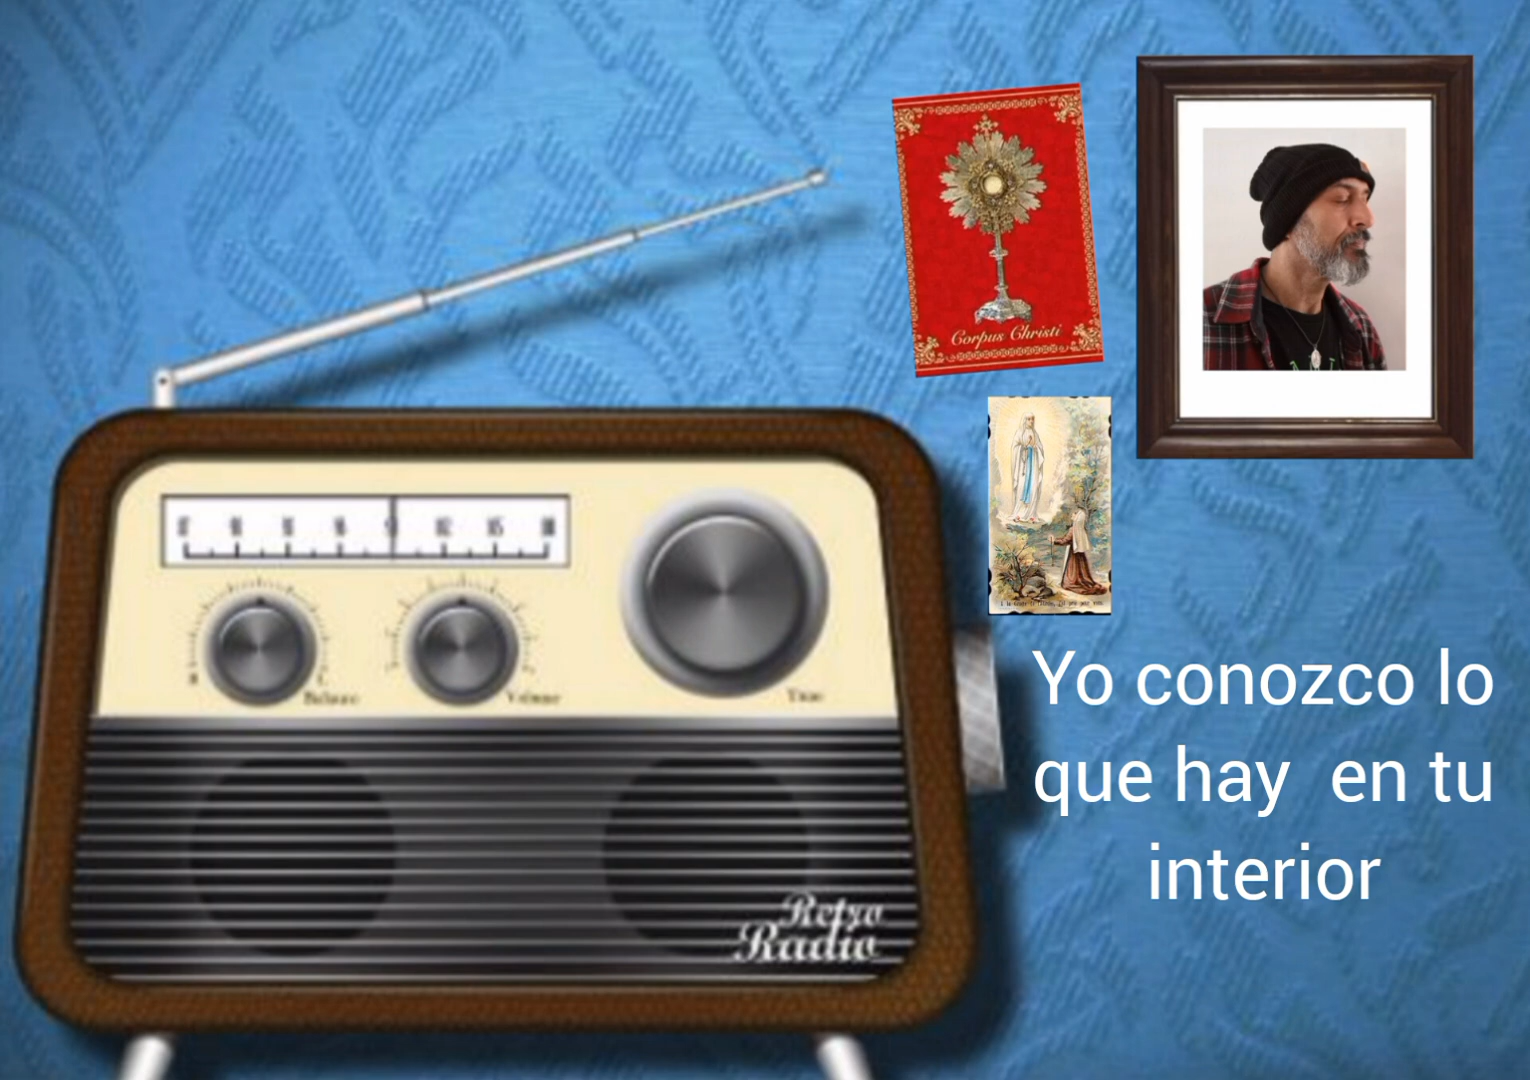 Corpus Christi
Yo conozco lo
que hay en tu
interior
Balance
Volume
Tune
Retro
Radio